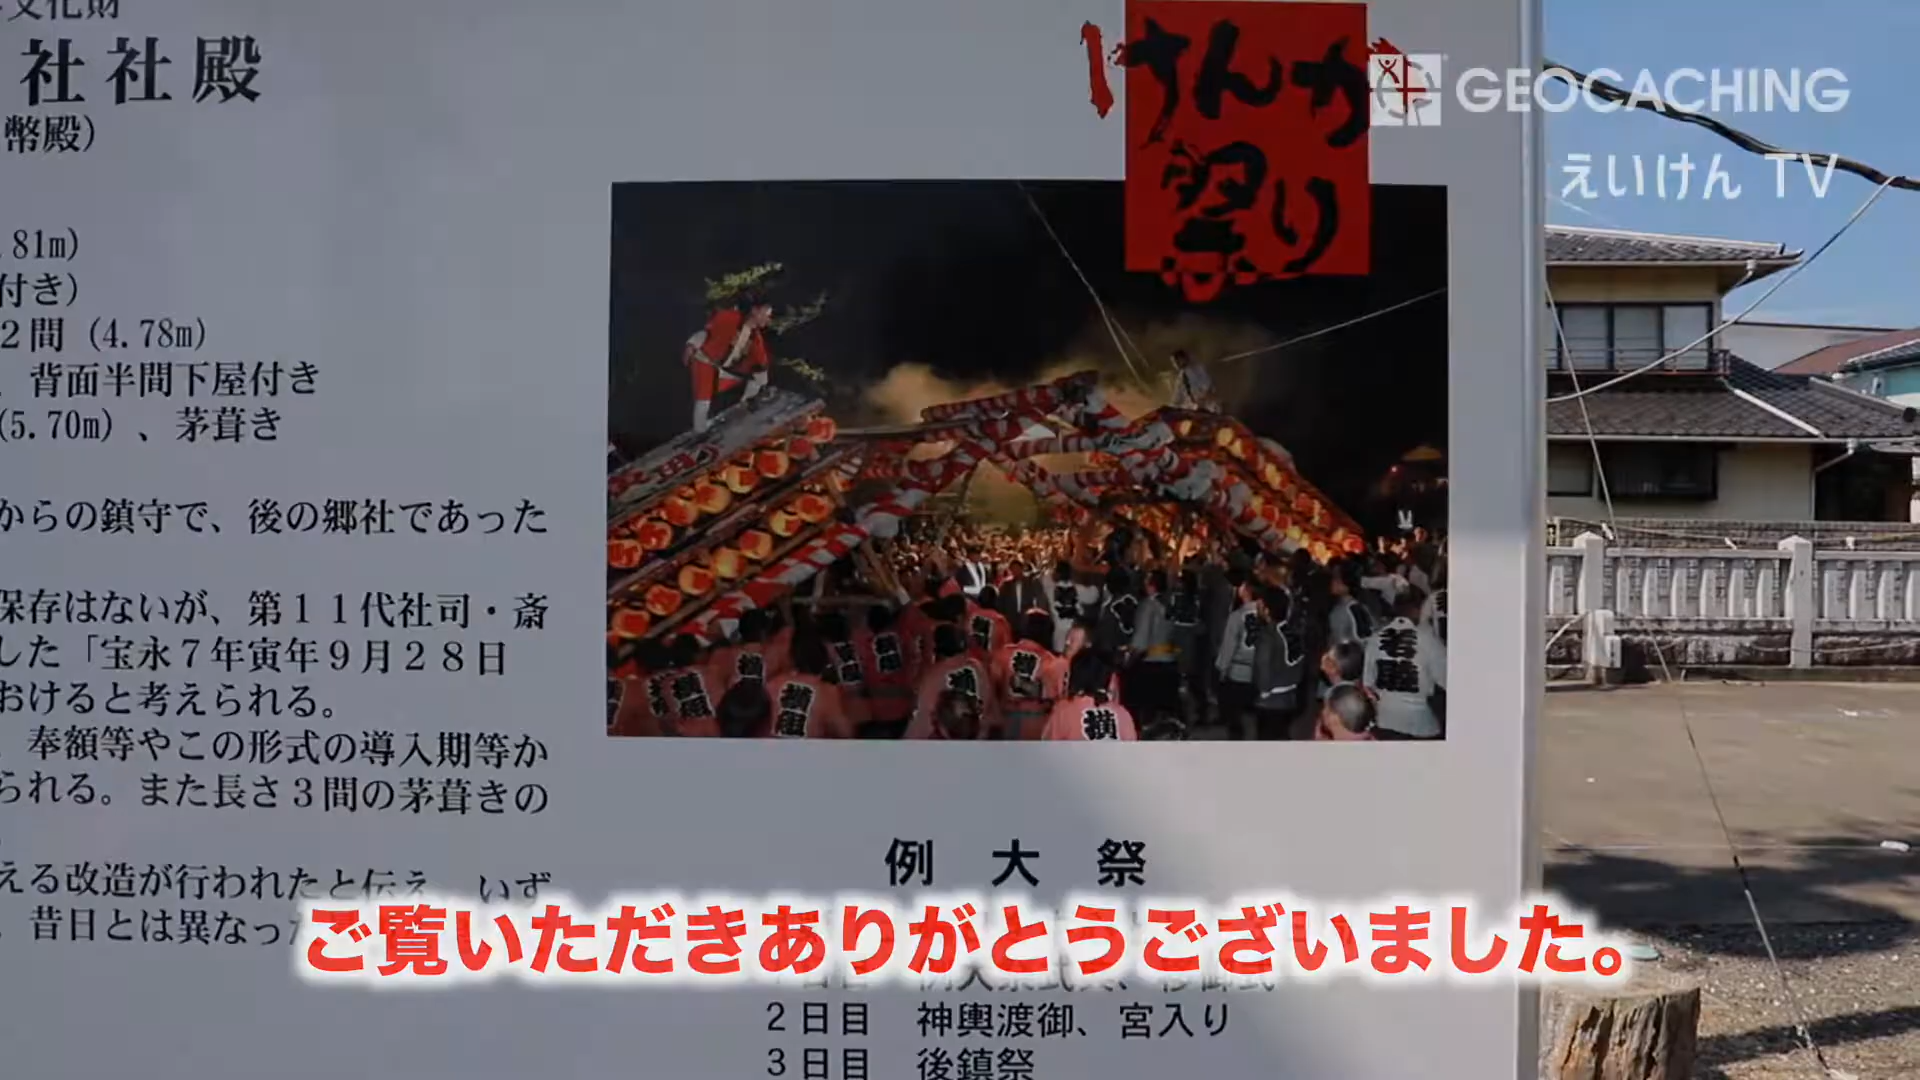 文化財
社社殿
幣殿）
.81m）
付き）
２間（4.78m）
背面半間下屋付き
（5.70m）、茅葺き
からの鎮守で、後の郷社であった
保存はないが、第１１代社司・斎
した「宝永７年寅年９月２８日
おけると考えられる。
奉額等やこの形式の導入期等か
られる。また長さ３間の茅葺きの
える改造が行われたと伝え、いず
昔日とは異なっ
けんか
祭り
GEOCACHING
えいけん TV
若睦
例 大 祭
ご覧いただきありがとうございました。
２日目 神輿渡御、宮入り
３日目 後鎮祭